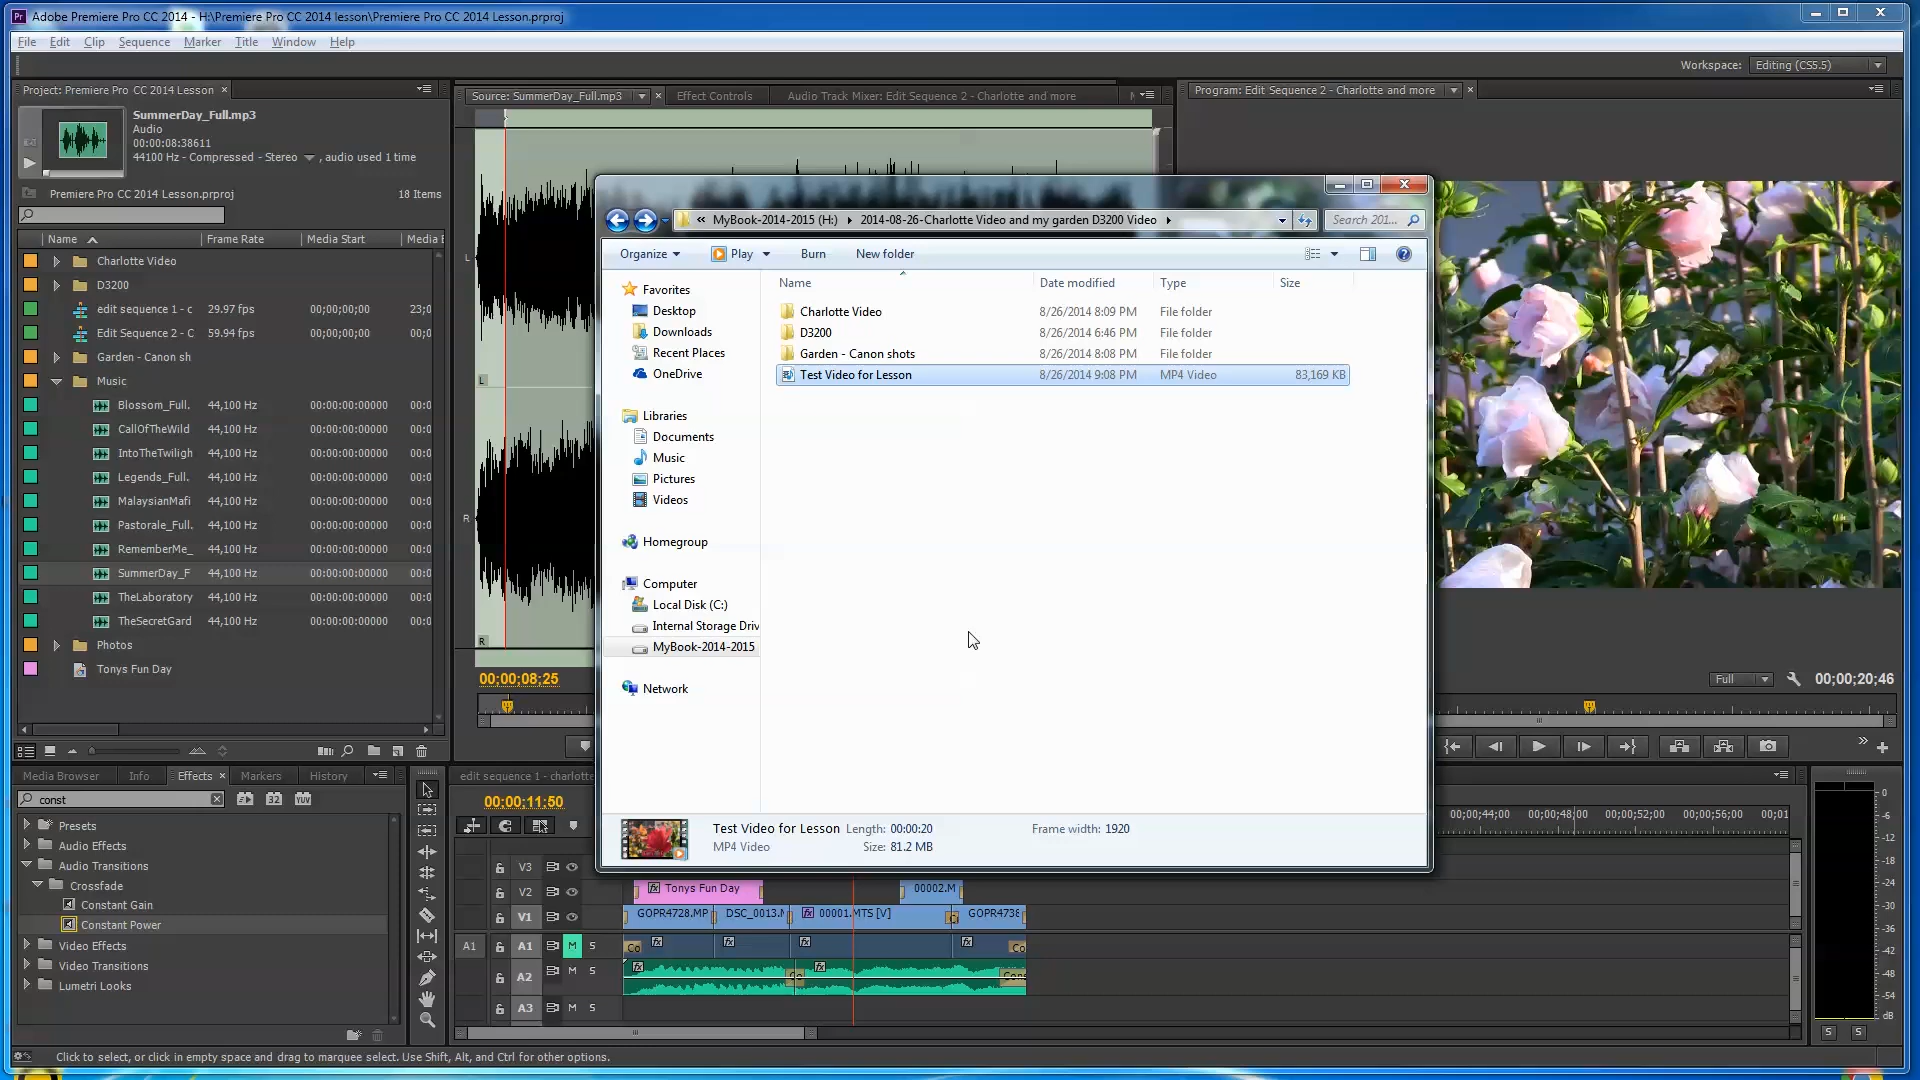 Adobe Premiere Pro CC 2014 - H:\Premiere Pro CC 2014 lesson\Premiere Pro CC 2014 Lesson.prproj
File Edit Clip Sequence Marker Title Window Help
Workspace: Editing (CS5.5)
Project: Premiere Pro CC 2014 Lesson
SummerDay_Full.mp3
Audio
00:00:08:38611
44100 Hz - Compressed - Stereo , audio used 1 time
Premiere Pro CC 2014 Lesson.prproj 18 Items
Name Frame Rate Media Start Media E
Charlotte Video
D3200
edit sequence 1 - c 29.97 fps 00;00;00;00 23;0
Edit Sequence 2 - C 59.94 fps 00;00;00;00 00;0
Garden - Canon sh
Music
Blossom_Full. 44,100 Hz 00:00:00:00000 00:0
CallOfTheWild 44,100 Hz 00:00:00:00000 00:0
IntoTheTwiligh 44,100 Hz 00:00:00:00000 00:0
Legends_Full. 44,100 Hz 00:00:00:00000 00:0
MalaysianMafi 44,100 Hz 00:00:00:00000 00:0
Pastorale_Full. 44,100 Hz 00:00:00:00000 00:0
RememberMe_ 44,100 Hz 00:00:00:00000 00:0
SummerDay_F 44,100 Hz 00:00:00:00000 00:0
TheLaboratory 44,100 Hz 00:00:00:00000 00:0
TheSecretGard 44,100 Hz 00:00:00:00000 00:0
Photos
Tonys Fun Day
Source: SummerDay_Full.mp3 Effect Controls Audio Track Mixer: Edit Sequence 2 - Charlotte and more
L
L
R
R
00;00;08;25
Program: Edit Sequence 2 - Charlotte and more
Full 00;00;20;46
« MyBook-2014-2015 (H:) 2014-08-26-Charlotte Video and my garden D3200 Video Search 201...
Organize Play Burn New folder
Name Date modified Type Size
Charlotte Video 8/26/2014 8:09 PM File folder
D3200 8/26/2014 6:46 PM File folder
Garden - Canon shots 8/26/2014 8:08 PM File folder
Test Video for Lesson 8/26/2014 9:08 PM MP4 Video 83,169 KB
Favorites
Desktop
Downloads
Recent Places
OneDrive
Libraries
Documents
Music
Pictures
Videos
Homegroup
Computer
Local Disk (C:)
Internal Storage Driv
MyBook-2014-2015
Network
Test Video for Lesson Length: 00:00:20 Frame width: 1920
MP4 Video Size: 81.2 MB
Media Browser Info Effects Markers History
const 32 YUV
Presets
Audio Effects
Audio Transitions
Crossfade
Constant Gain
Constant Power
Video Effects
Video Transitions
Lumetri Looks
edit sequence 1 - charlotte
00;00;11;50
00;00;44;00 00;00;48;00 00;00;52;00 00;00;56;00 00;01
V3
V2 Tonys Fun Day 00002.M
V1 GOPR4728.MP DSC_0013.M 00001.MTS [V] GOPR4738
A1 A1 M S Co Co
A2 M S Co Cons
A3 M S
0
-6
-12
-18
-24
-30
-36
-42
-48
-54
dB
S S
Click to select, or click in empty space and drag to marquee select. Use Shift, Alt, and Ctrl for other options.